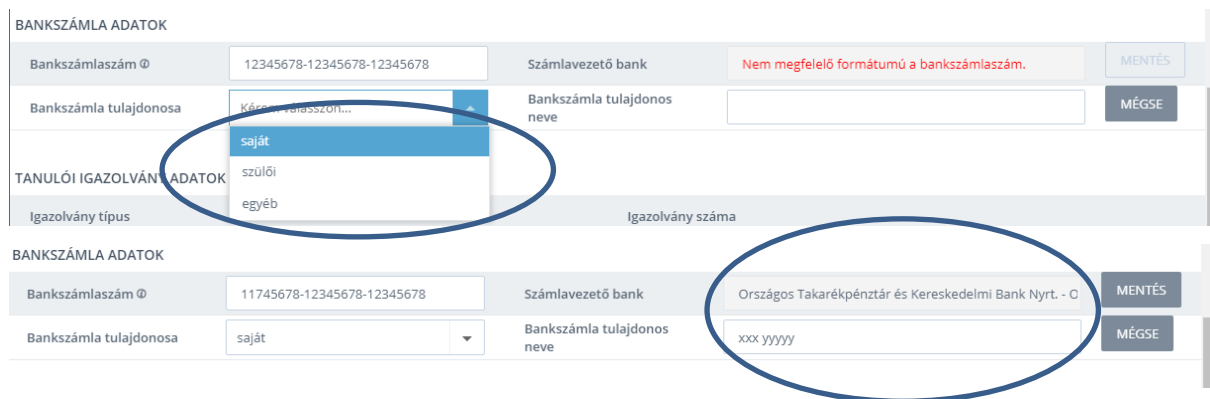 BANKSZÁMLA ADATOK
Bankszámlaszám 12345678-12345678-12345678 Számlavezető bank Nem megfelelő formátumú a bankszámlaszám. MENTÉS
Bankszámla tulajdonosa Kérem válasszon... Bankszámla tulajdonos neve MÉGSE
saját
szülői
TANULÓI IGAZOLVÁNY ADATOK
egyéb
Igazolvány típus Igazolvány száma
BANKSZÁMLA ADATOK
Bankszámlaszám 11745678-12345678-12345678 Számlavezető bank Országos Takarékpénztár és Kereskedelmi Bank Nyrt. - O MENTÉS
Bankszámla tulajdonosa saját Bankszámla tulajdonos neve xxx yyyyy MÉGSE